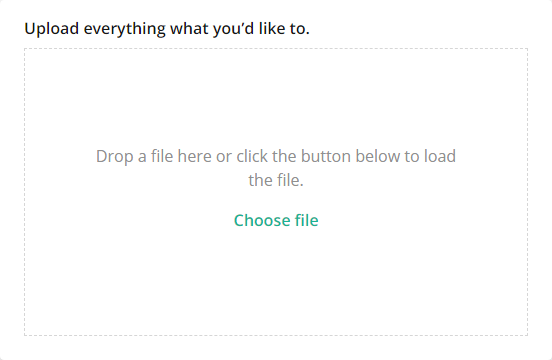 Upload everything what you’d like to.
Drop a file here or click the button below to load
the file.
Choose file